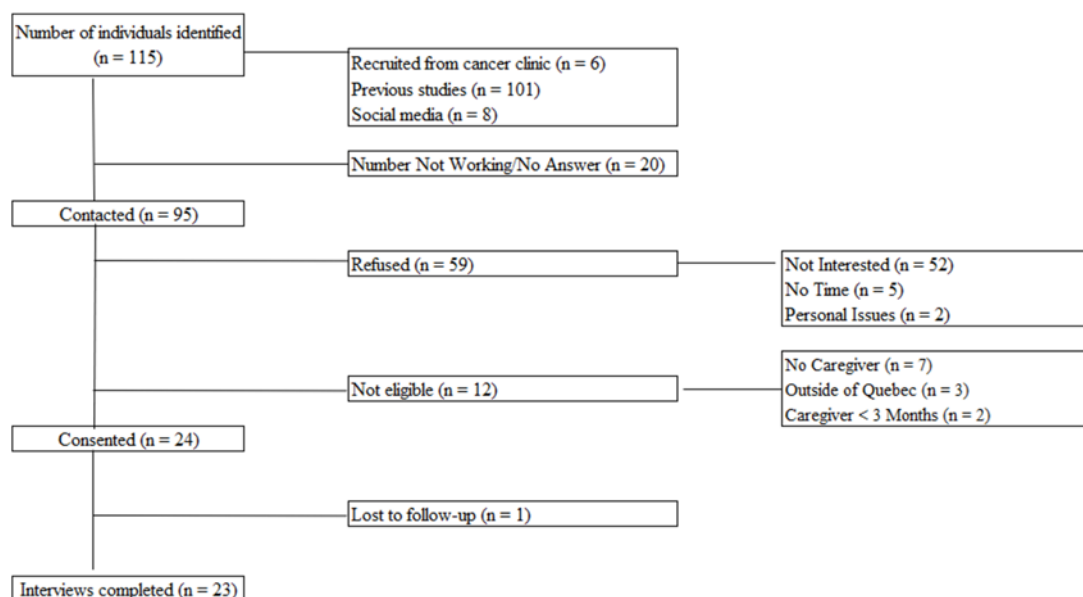 Number of individuals identified
(n = 115)
Recruited from cancer clinic (n = 6)
Previous studies (n = 101)
Social media (n = 8)
Number Not Working/No Answer (n = 20)
Contacted (n = 95)
Refused (n = 59)
Not Interested (n = 52)
No Time (n = 5)
Personal Issues (n = 2)
Not eligible (n = 12)
No Caregiver (n = 7)
Outside of Quebec (n = 3)
Caregiver < 3 Months (n = 2)
Consented (n = 24)
Lost to follow-up (n = 1)
Interviews completed (n = 23)